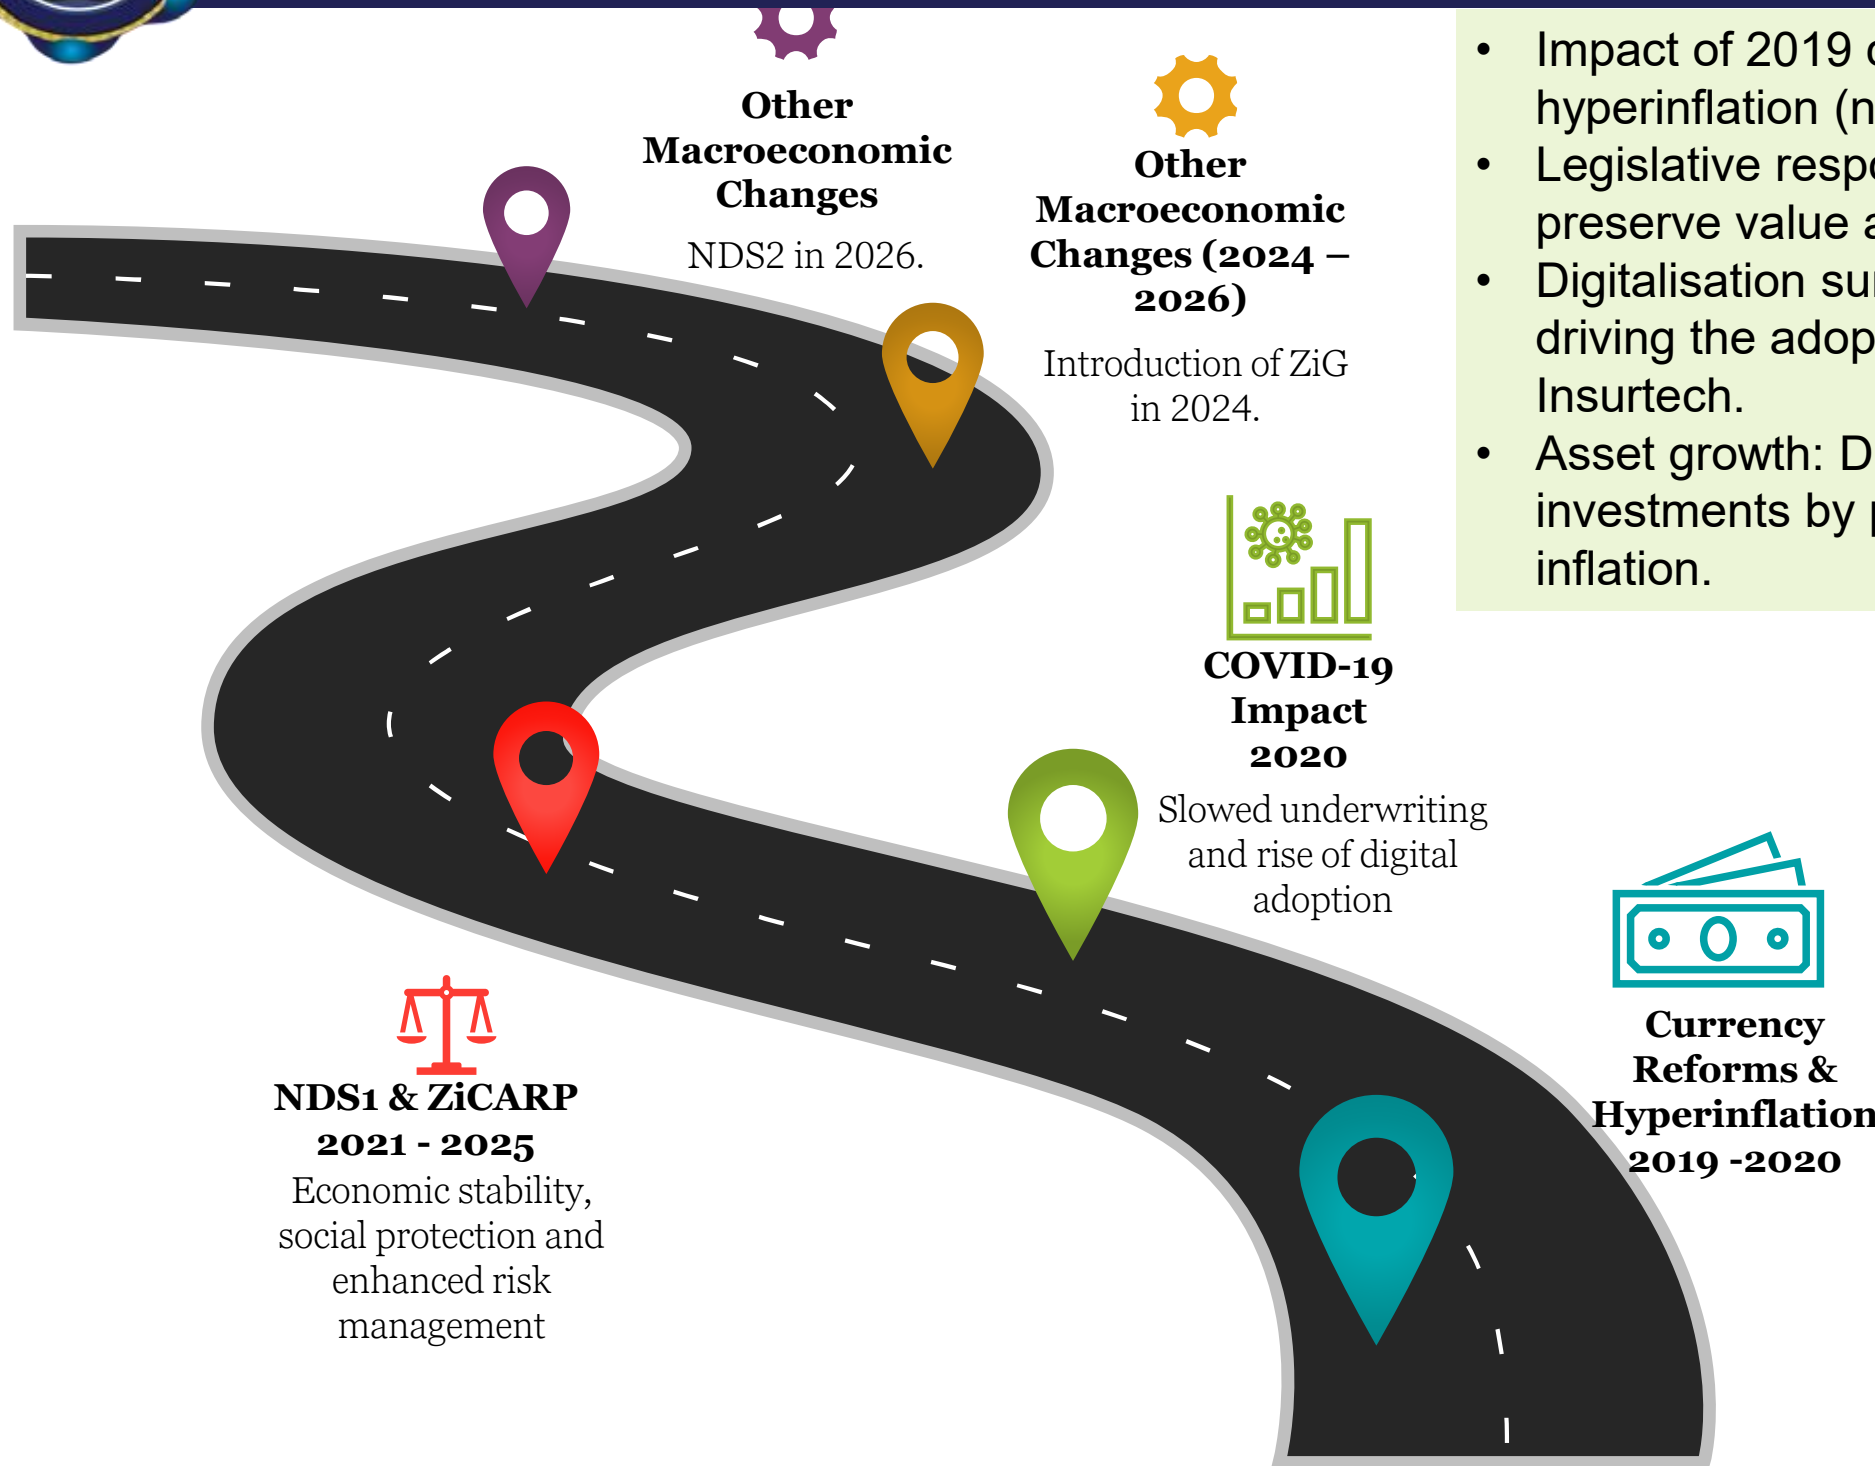 Other
Macroeconomic
Changes
NDS2 in 2026.
Other
Macroeconomic
Changes (2024 –
2026)
Introduction of ZiG
in 2024.
• Impact of 2019
hyperinflation
• Legislative
preserve value
• Digitalisation
driving the
Insurtech.
• Asset growth:
investments by
inflation.
COVID-19
Impact
2020
Slowed underwriting
and rise of digital
adoption
Currency
Reforms &
Hyperinflation
2019 -2020
NDS1 & ZiCARP
2021 - 2025
Economic stability,
social protection and
enhanced risk
management